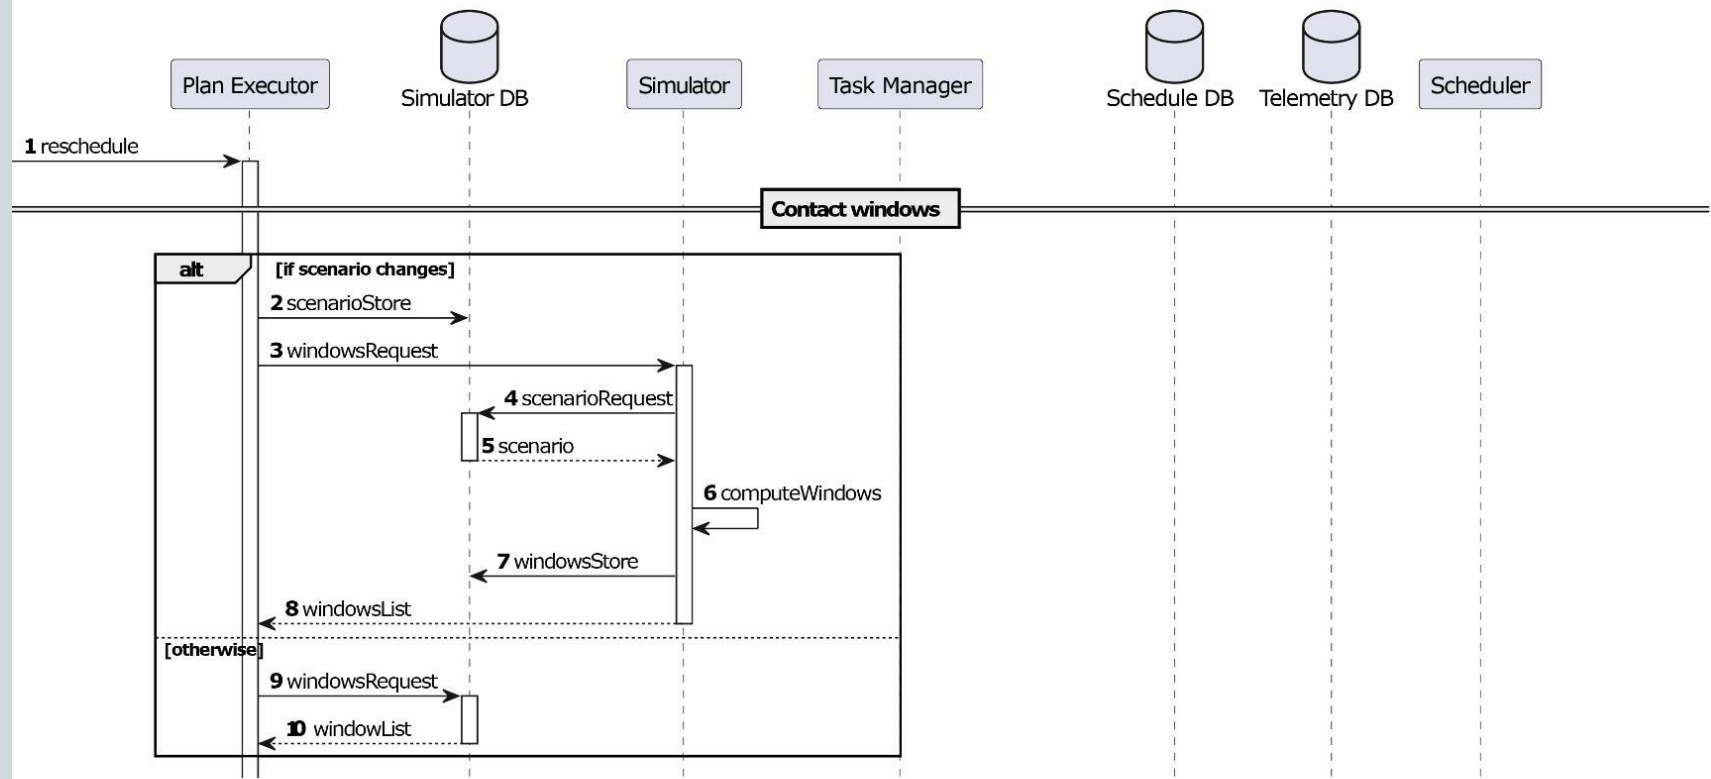 Plan Executor
Simulator DB
Simulator
Task Manager
Schedule DB
Telemetry DB
Scheduler
1 reschedule
Contact windows
alt
[if scenario changes]
2 scenarioStore
3 windowsRequest
4 scenarioRequest
5 scenario
6 computeWindows
7 windowsStore
8 windowsList
[otherwise]
9 windowsRequest
10 windowList